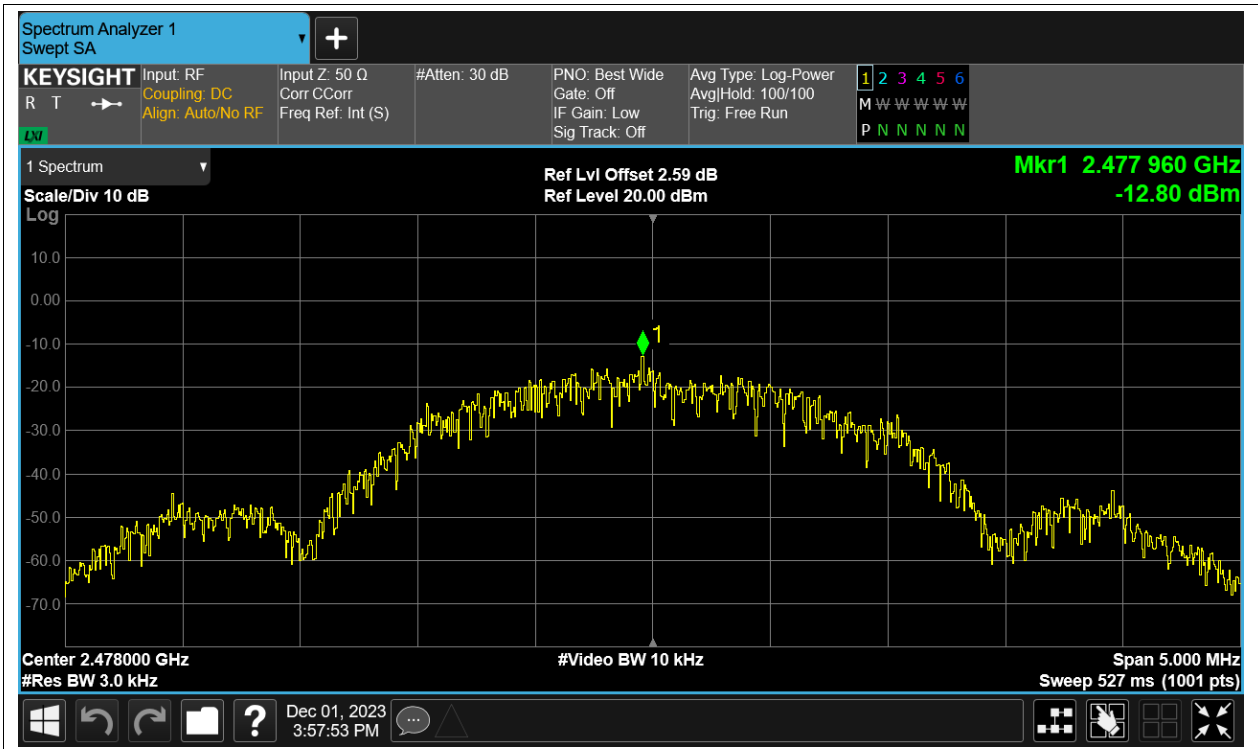 Spectrum Analyzer 1
Swept SA
KEYSIGHT
R T
LXI
Input: RF
Coupling: DC
Align: Auto/No RF
Input Z: 50 Ω
Corr CCorr
Freq Ref: Int (S)
#Atten: 30 dB
PNO: Best Wide
Gate: Off
IF Gain: Low
Sig Track: Off
Avg Type: Log-Power
Avg|Hold: 100/100
Trig: Free Run
1 2 3 4 5 6
M W W W W W
P N N N N N
1 Spectrum
Scale/Div 10 dB
Log
Ref Lvl Offset 2.59 dB
Ref Level 20.00 dBm
Mkr1 2.477 960 GHz
-12.80 dBm
10.0
0.00
-10.0
-20.0
-30.0
-40.0
-50.0
-60.0
-70.0
1
Center 2.478000 GHz
#Res BW 3.0 kHz
#Video BW 10 kHz
Span 5.000 MHz
Sweep 527 ms (1001 pts)
?
Dec 01, 2023
3:57:53 PM